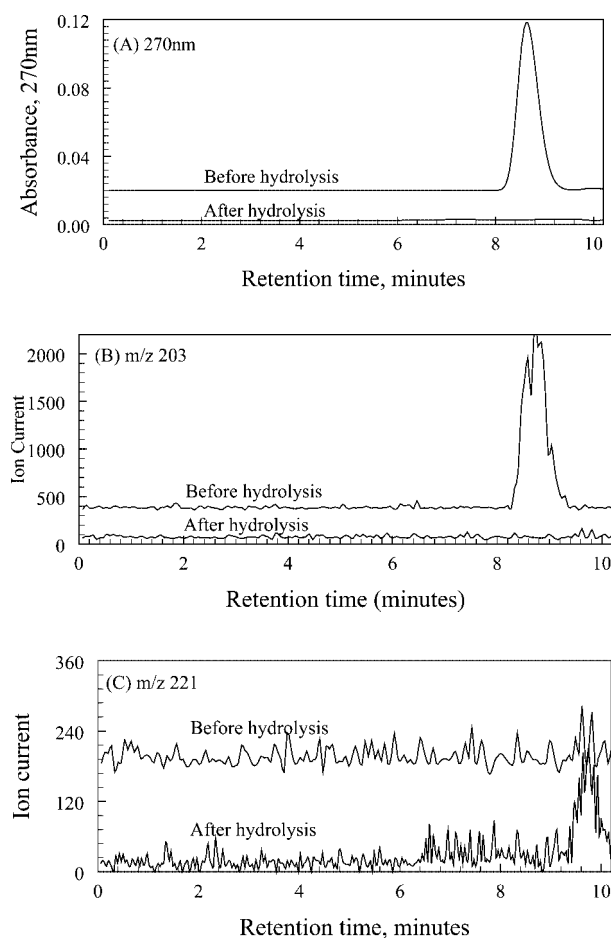 0.12
(A) 270nm
0.08
0.04
0.00
Absorbance, 270nm
Before hydrolysis
After hydrolysis
0 2 4 6 8 10
Retention time, minutes
2000
(B) m/z 203
1500
1000
500
0
Ion Current
Before hydrolysis
After hydrolysis
0 2 4 6 8 10
Retention time (minutes)
360
(C) m/z 221
240
120
0
Ion current
Before hydrolysis
After hydrolysis
0 2 4 6 8 10
Retention time, minutes